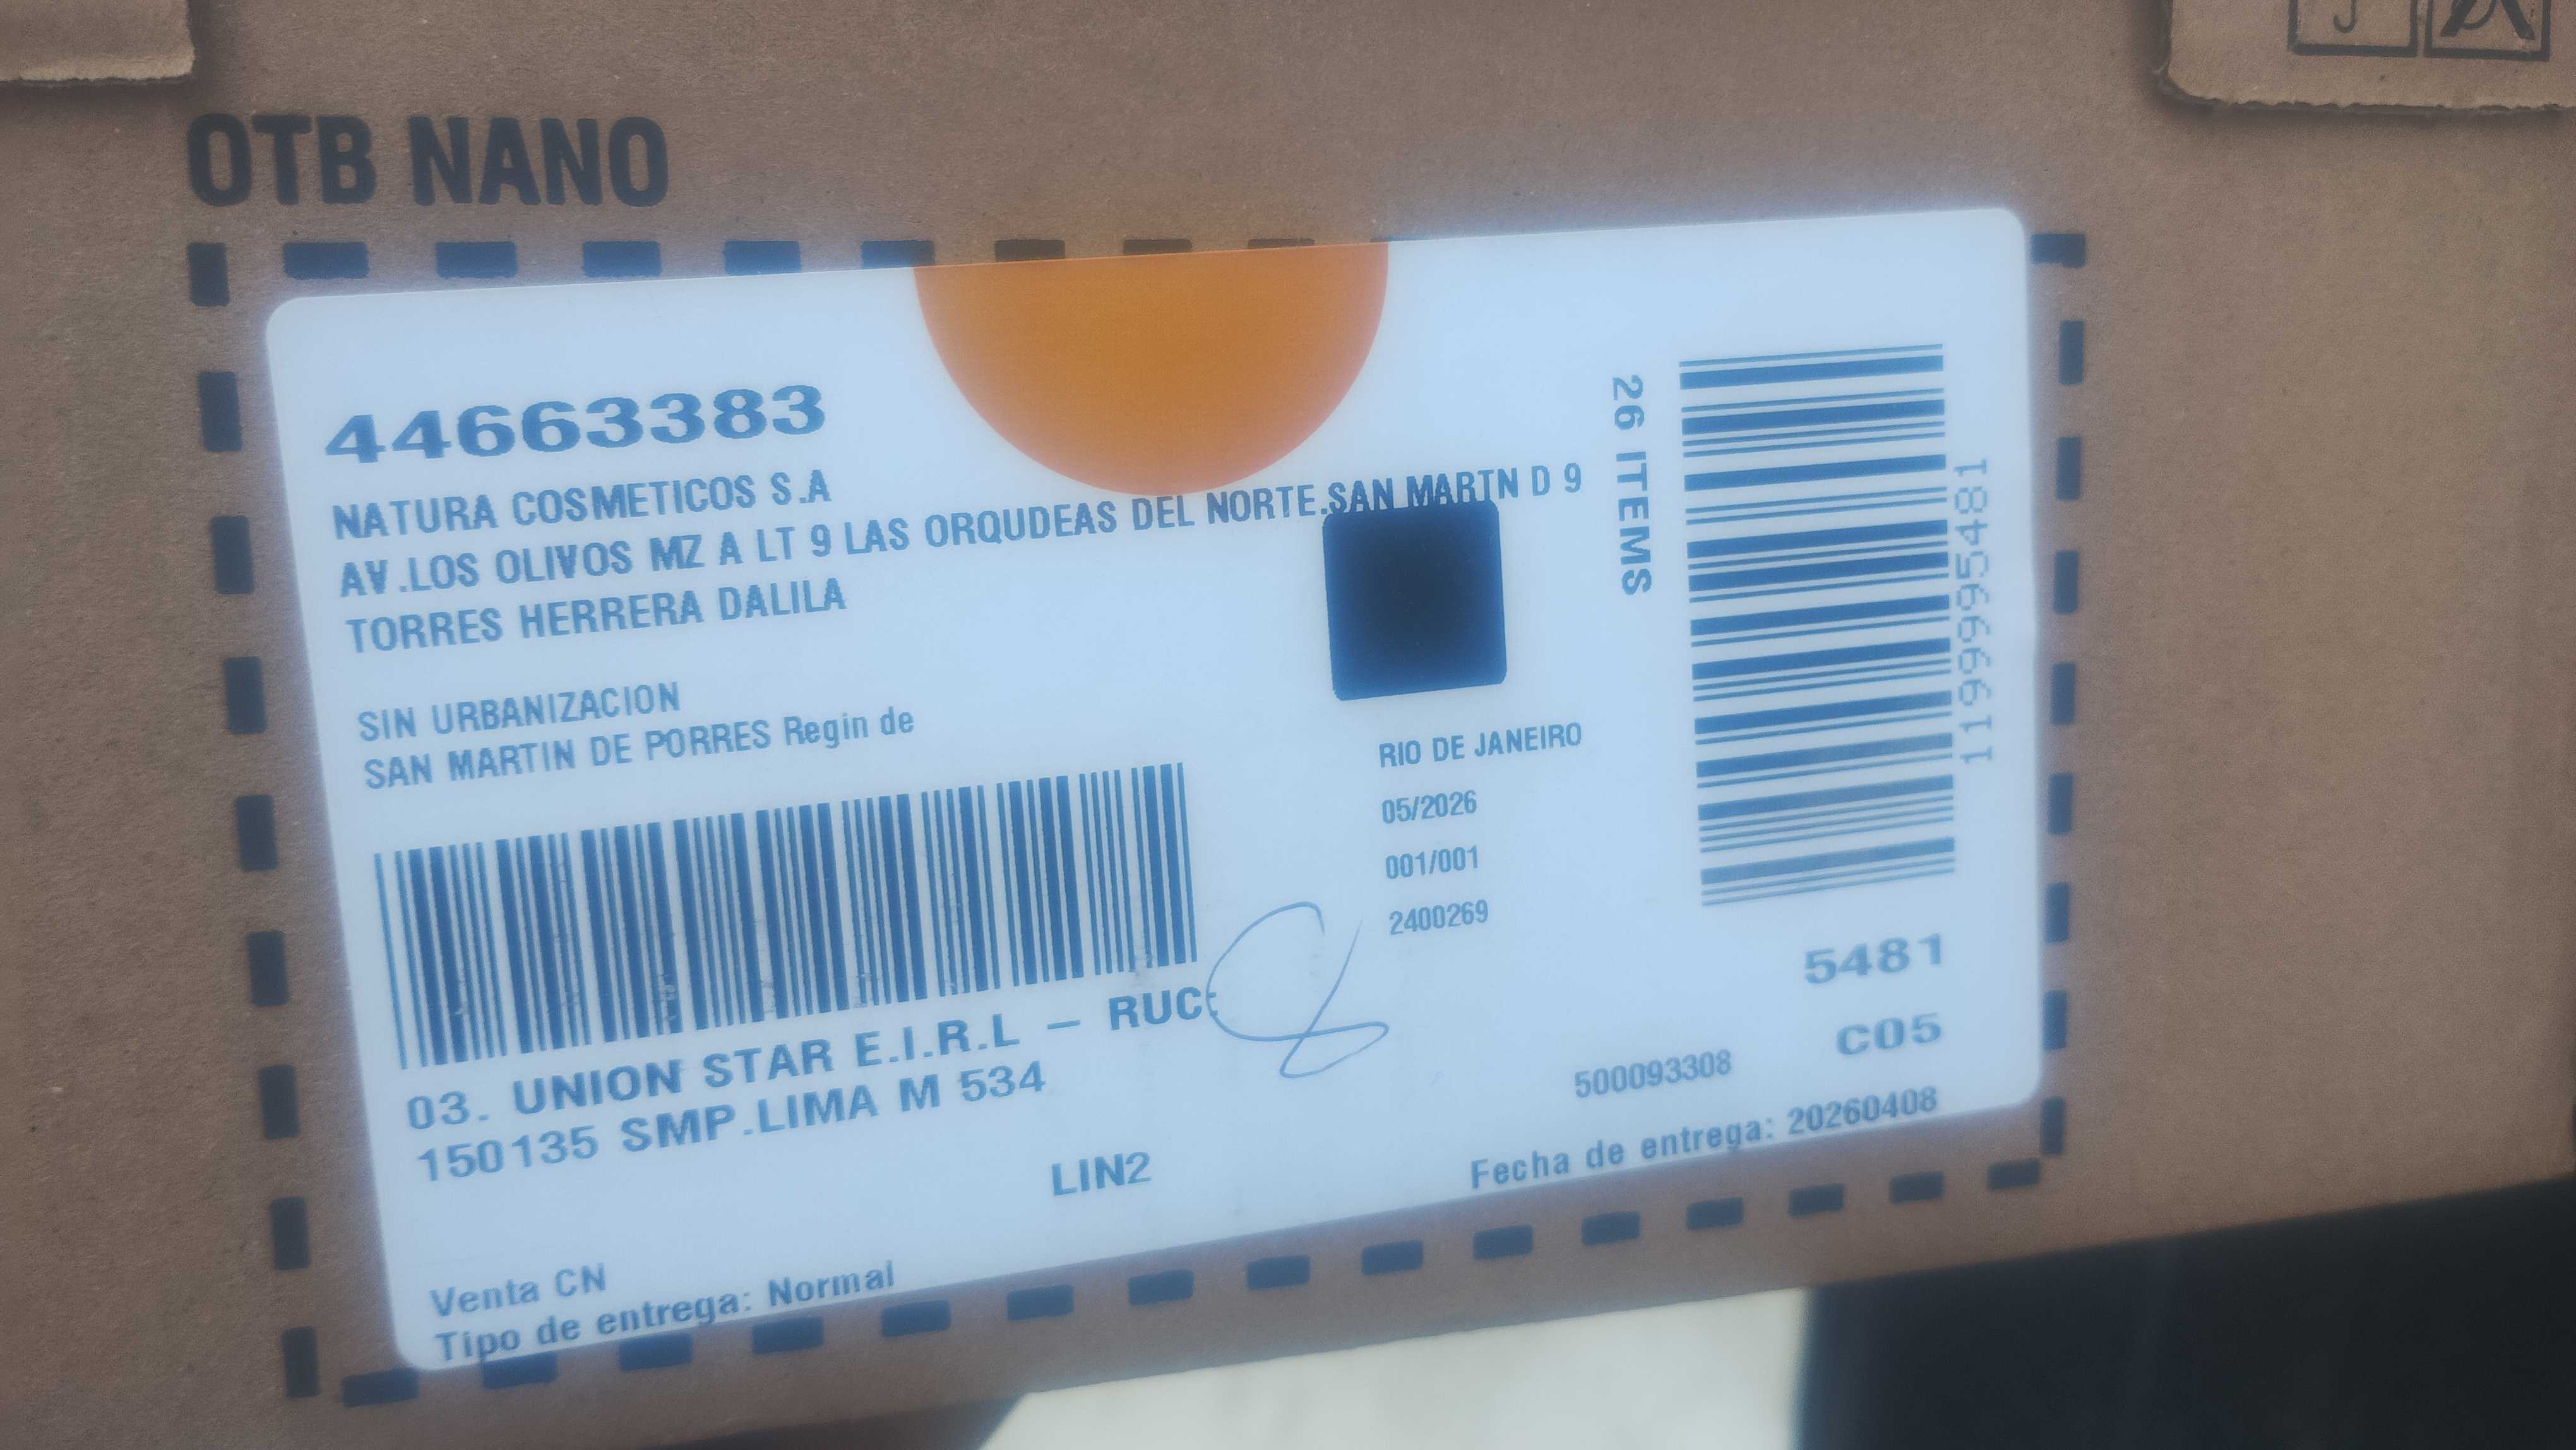 OTB NANO
44663383
NATURA COSMETICOS S.A
AV.LOS OLIVOS MZ A LT 9 LAS ORQUDEAS DEL NORTE.SAN MARTN D 9
TORRES HERRERA DALILA
SIN URBANIZACION
SAN MARTIN DE PORRES Regin de
26 ITEMS
1199995481
RIO DE JANEIRO
05/2026
001/001
2400269
03. UNION STAR E.I.R.L – RUC:
150135 SMP.LIMA M 534
5481
C05
500093308
LIN2
Fecha de entrega: 20260408
Venta CN
Tipo de entrega: Normal